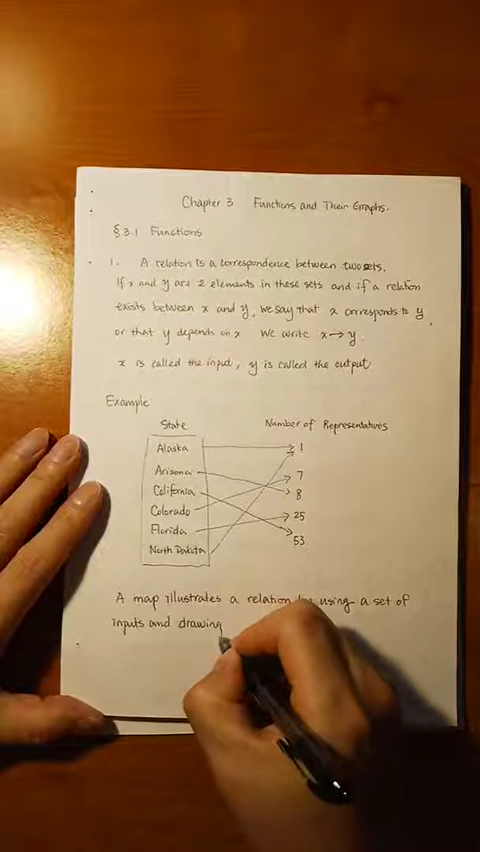 Chapter 3 Functions and Their Graphs.
§3.1 Functions
1. A relation is a correspondence between two sets.
If x and y are 2 elements in these sets and if a relation
exists between x and y, we say that x corresponds to y,
or that y depends on x We write x→y.
x is called the input, y is called the output
Example
State Number of Representatives
Alaska 1
Arizona 7
California 8
Colorado 25
Florida 53
North Dakota
A map illustrates a relation by using a set of
inputs and drawing